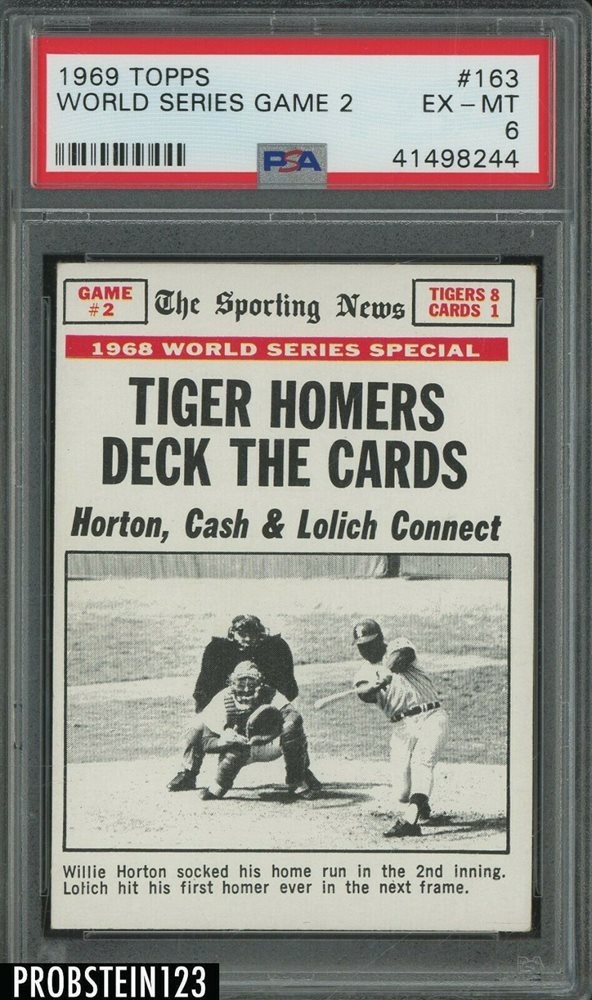 1969 TOPPS #163
WORLD SERIES GAME 2 EX - MT
6
PSA 41498244
GAME #2
The Sporting News
TIGERS 8
CARDS 1
1968 WORLD SERIES SPECIAL
TIGER HOMERS
DECK THE CARDS
Horton, Cash & Lolich Connect
Willie Horton socked his home run in the 2nd inning.
Lolich hit his first homer ever in the next frame.
PSA
PROBSTEIN123